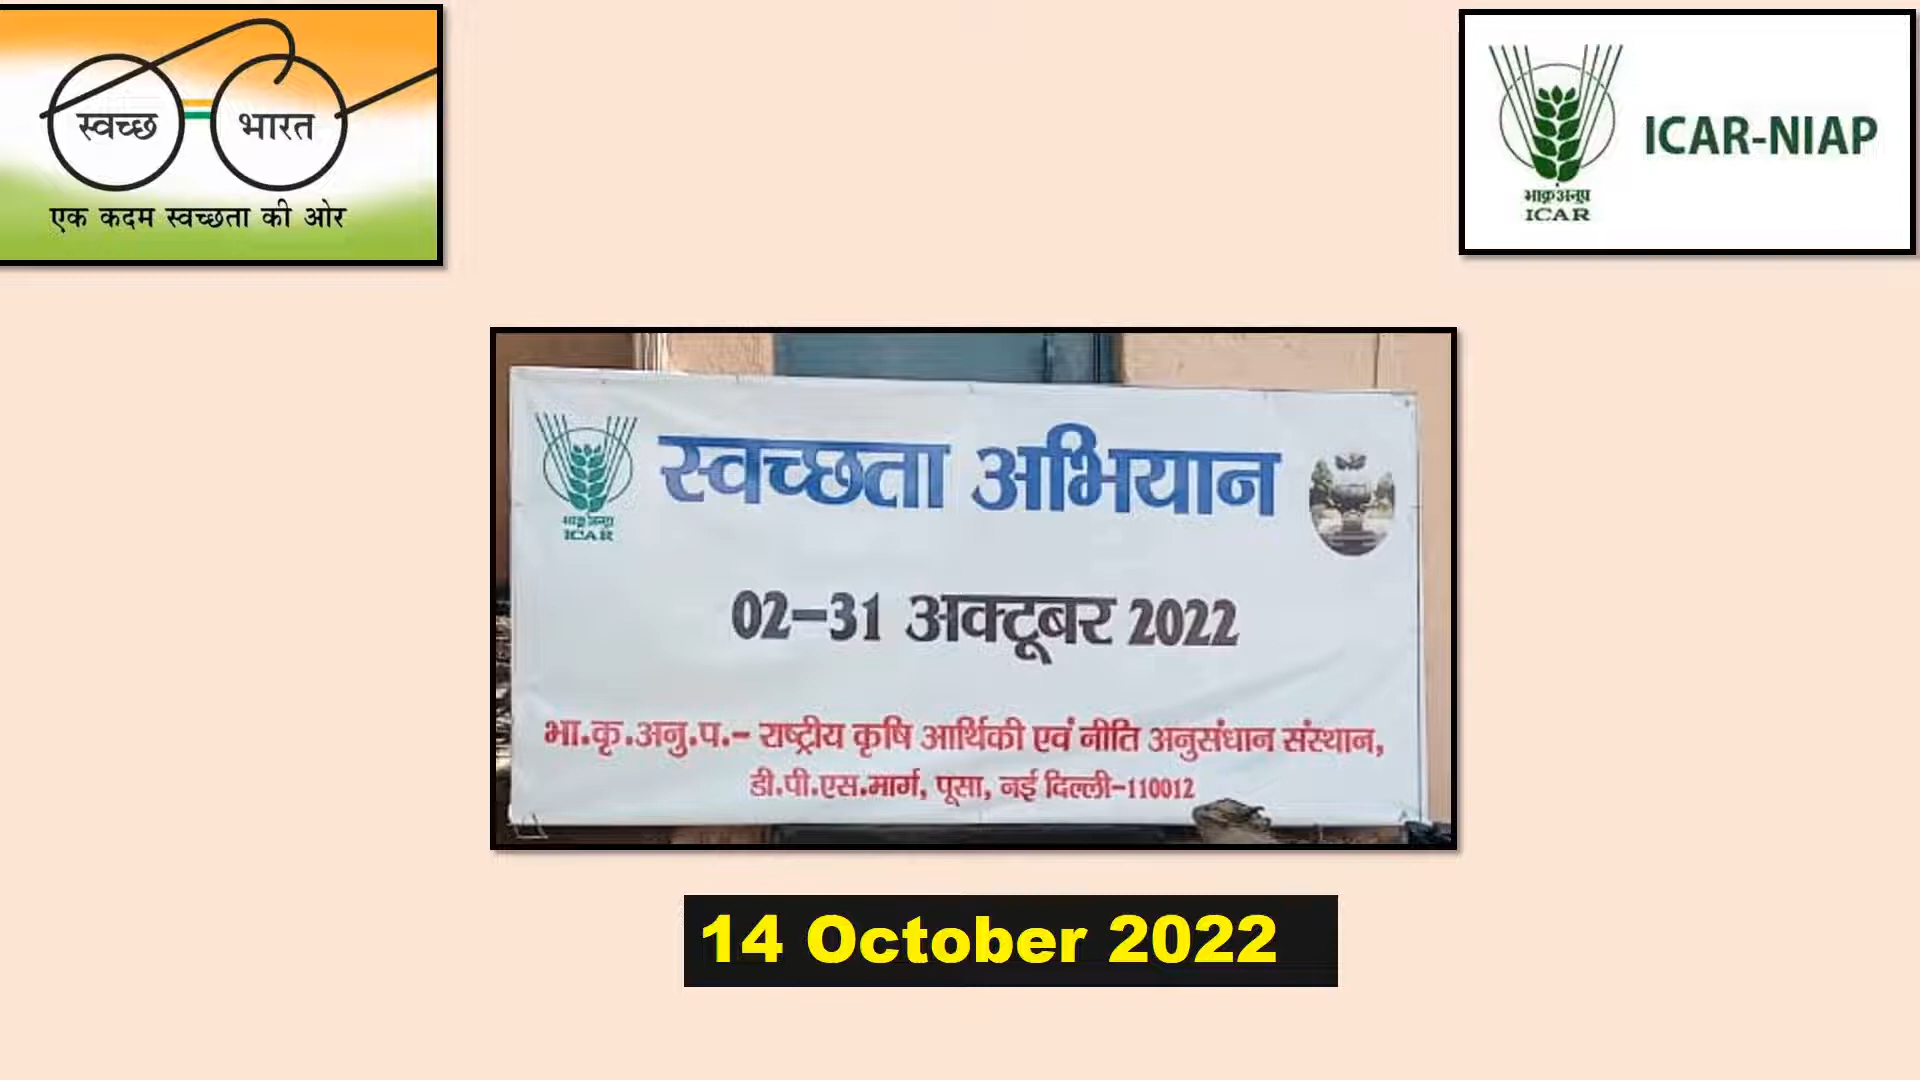 स्वच्छ भारत
एक कदम स्वच्छता की ओर
भाकृअनुप
ICAR
ICAR-NIAP
स्वच्छता अभियान
भाकृअनुप
ICAR
02-31 अक्टूबर 2022
भा.कृ.अनु.प.- राष्ट्रीय कृषि आर्थिकी एवं नीति अनुसंधान संस्थान,
डी.पी.एस.मार्ग, पूसा, नई दिल्ली-110012
14 October 2022